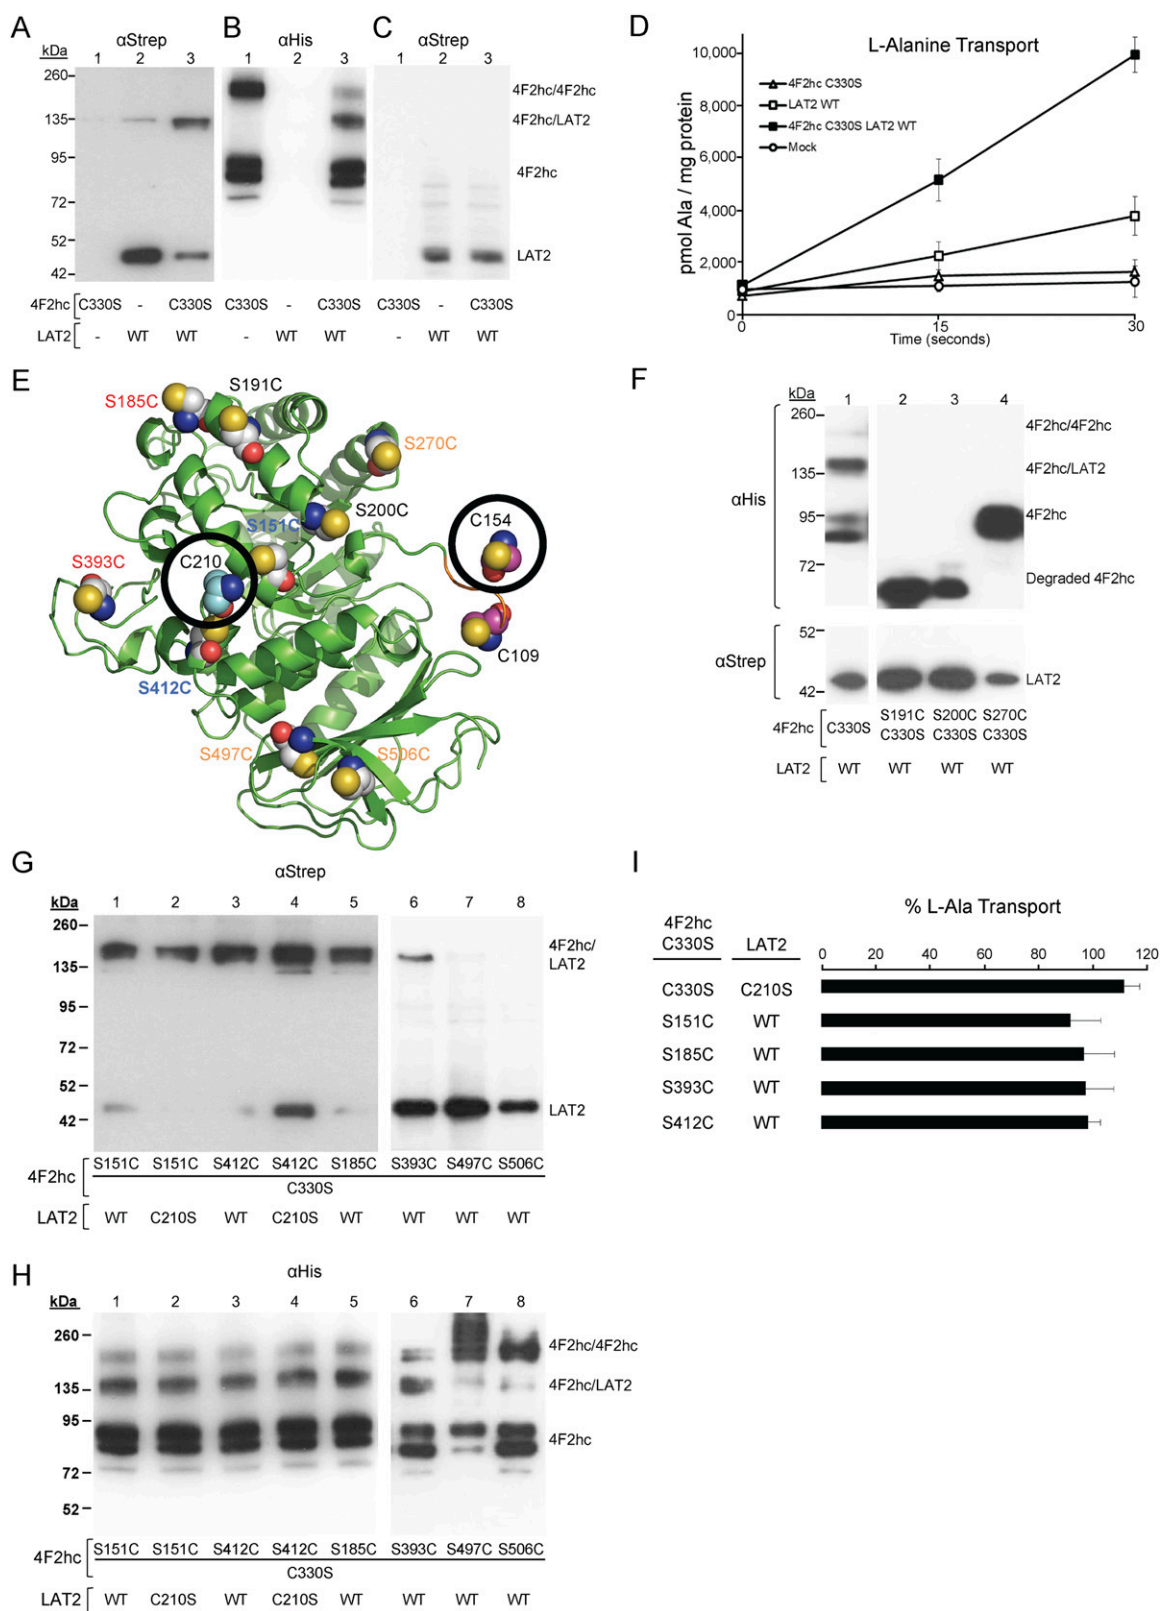 A
αStrep
kDa
1 2 3
260
135
95
72
52
42
B
αHis
1 2 3
C
αStrep
1 2 3
4F2hc/4F2hc
4F2hc/LAT2
4F2hc
LAT2
4F2hc C330S - C330S C330S - C330S C330S - C330S
LAT2 - WT WT - WT WT - WT WT
D
L-Alanine Transport
10,000
8,000
6,000
4,000
2,000
0
pmol Ala / mg protein
4F2hc C330S
LAT2 WT
4F2hc C330S LAT2 WT
Mock
0 15 30
Time (seconds)
E
S191C
S185C
S270C
S200C
S151C
C154
C210
S393C
C109
S412C
S497C
S506C
F
kDa
1 2 3 4
260
135
95
72
αHis
4F2hc/4F2hc
4F2hc/LAT2
4F2hc
Degraded 4F2hc
52
42
αStrep
LAT2
S191C S200C S270C
4F2hc C330S C330S C330S C330S
LAT2 WT WT WT WT
G
αStrep
kDa
1 2 3 4 5 6 7 8
260
135
95
72
52
42
4F2hc/
LAT2
LAT2
S151C S151C S412C S412C S185C S393C S497C S506C
4F2hc
C330S
LAT2 WT C210S WT C210S WT WT WT WT
H
αHis
kDa
1 2 3 4 5 6 7 8
260
135
95
72
52
4F2hc/4F2hc
4F2hc/LAT2
4F2hc
S151C S151C S412C S412C S185C S393C S497C S506C
4F2hc
C330S
LAT2 WT C210S WT C210S WT WT WT WT
I
% L-Ala Transport
4F2hc
C330S LAT2
0 20 40 60 80 100 120
C330S C210S
S151C WT
S185C WT
S393C WT
S412C WT